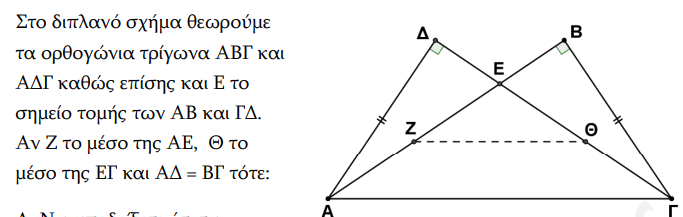 Στο διπλανό σχήμα θεωρούμε
τα ορθογώνια τρίγωνα ΑΒΓ και
ΑΔΓ καθώς επίσης και Ε το
σημείο τομής των ΑΒ και ΓΔ.
Αν Ζ το μέσο της ΑΕ, Θ το
μέσο της ΕΓ και ΑΔ = ΒΓ τότε:
Δ
Β
Ε
Ζ
Θ
Α
Γ